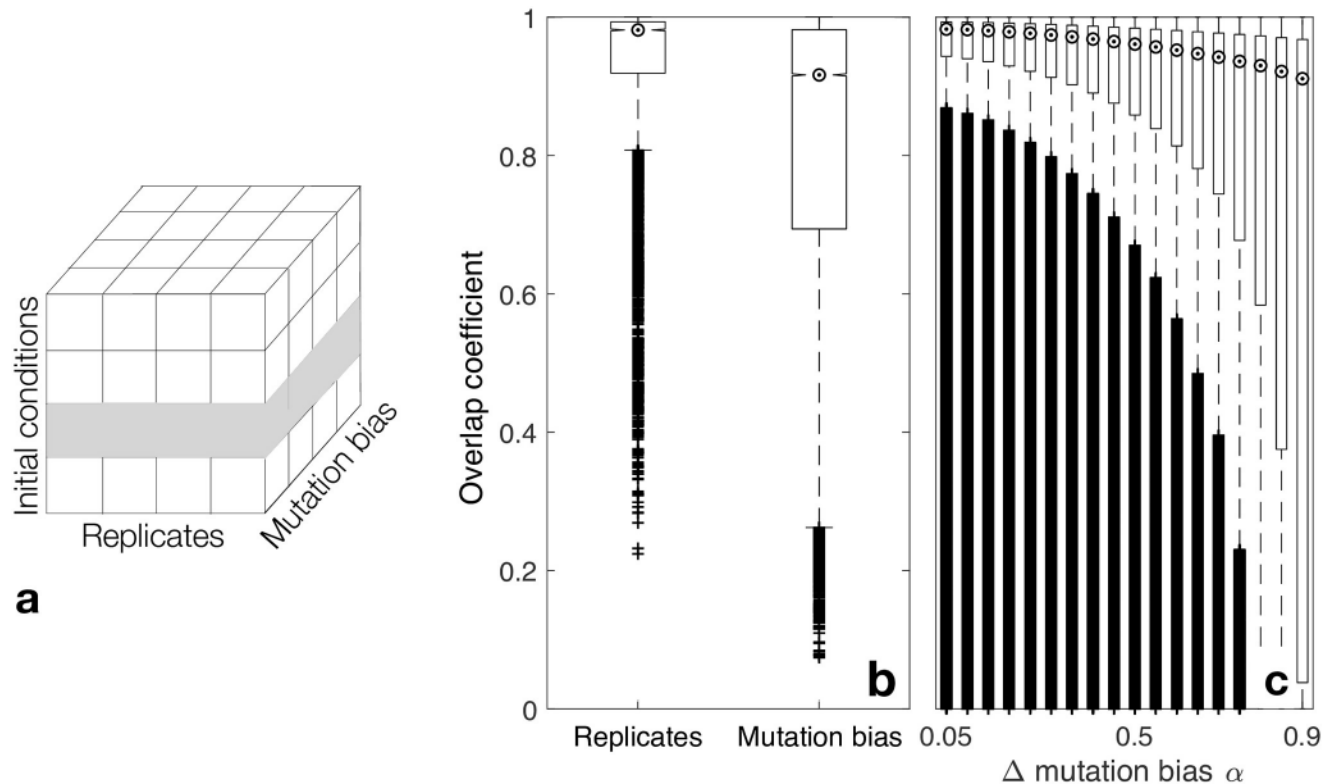 Initial conditions
Replicates
Mutation bias
a
Overlap coefficient
1
0.8
0.6
0.4
0.2
0
Replicates
Mutation bias
b
c
0.05
0.5
0.9
Δ mutation bias α